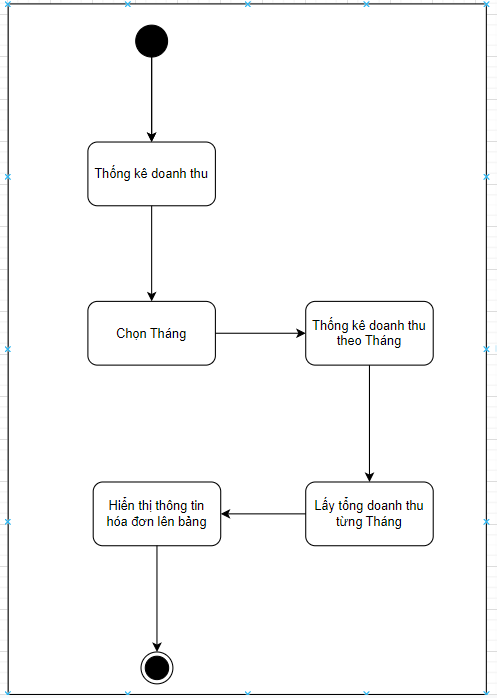 Thống kê doanh thu
Chọn Tháng
Thống kê doanh thu
theo Tháng
Lấy tổng doanh thu
từng Tháng
Hiển thị thông tin
hóa đơn lên bảng